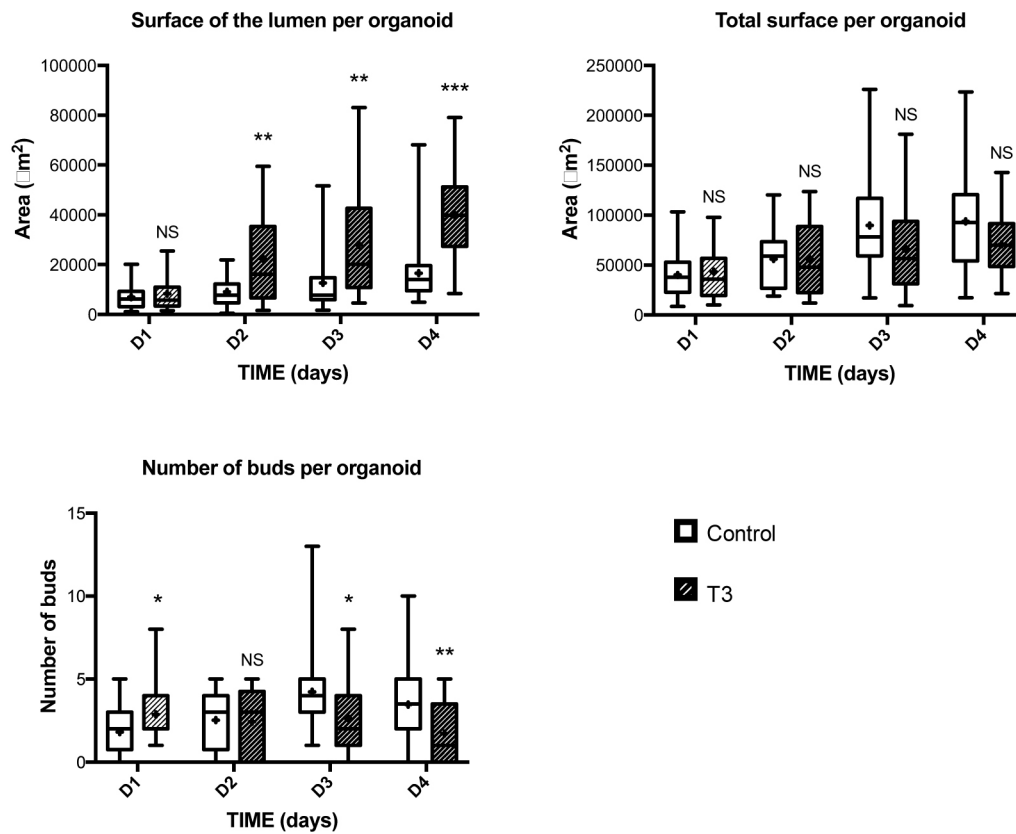 Surface of the lumen per organoid
100000
80000
60000
40000
20000
0
Area (□m²)
NS
**
**
***
D1
D2
D3
D4
TIME (days)
Total surface per organoid
250000
200000
150000
100000
50000
0
Area (□m²)
NS
NS
NS
NS
D1
D2
D3
D4
TIME (days)
Number of buds per organoid
15
10
5
0
Number of buds
*
NS
*
**
D1
D2
D3
D4
TIME (days)
Control
T3